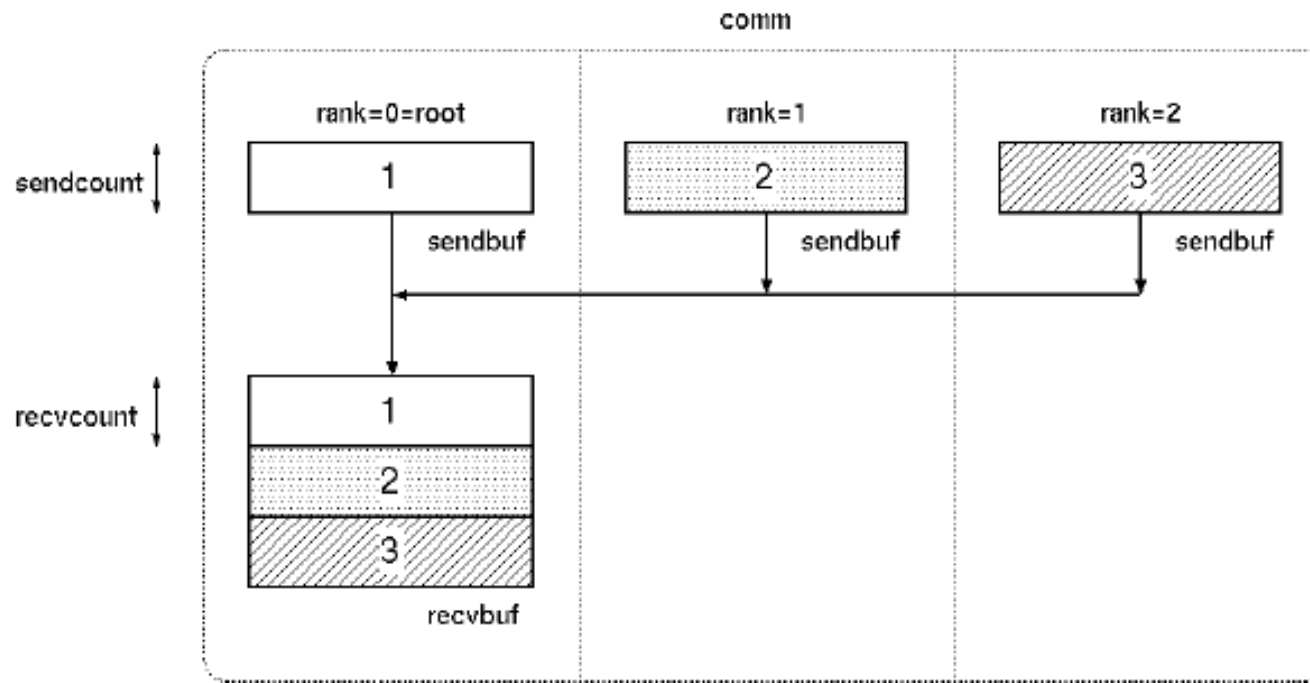 comm
rank=0=root
rank=1
rank=2
sendcount
1
2
3
sendbuf
sendbuf
sendbuf
recvcount
1
2
3
recvbuf